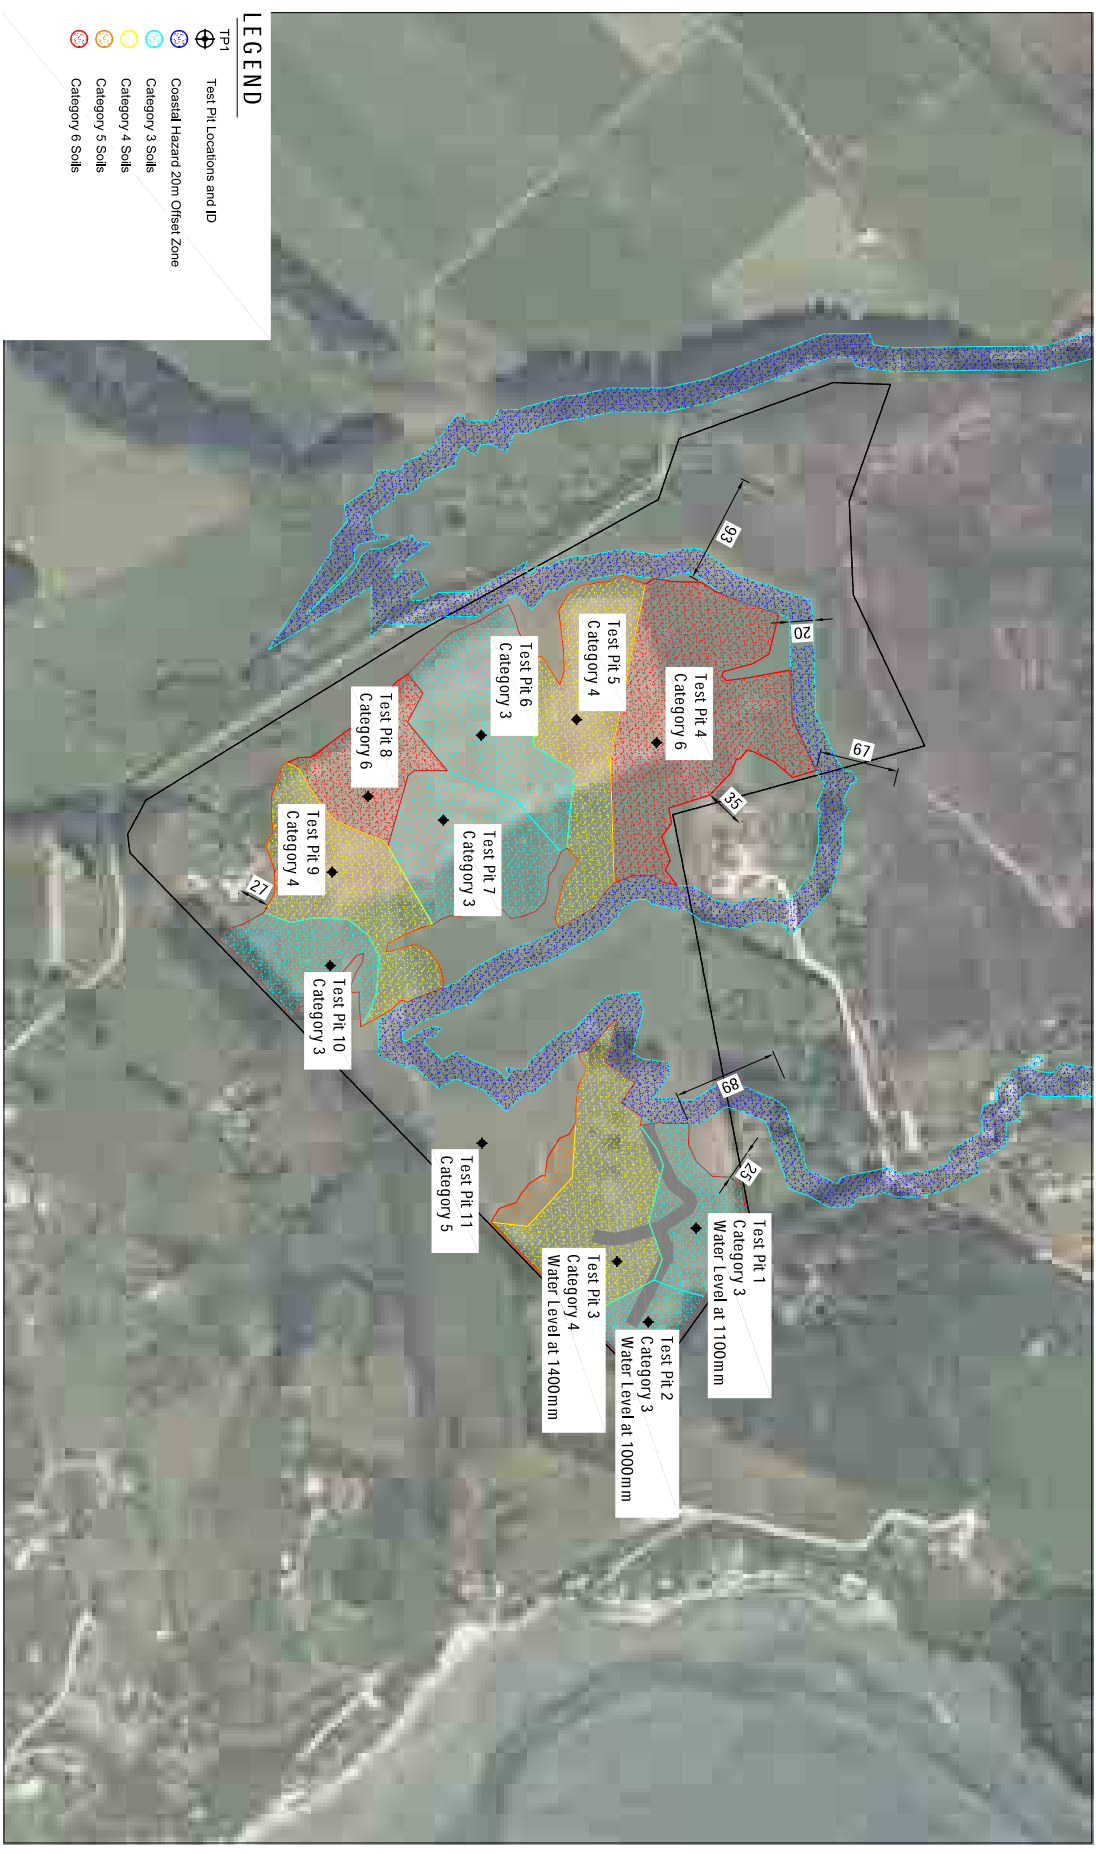 LEGEND
TP1
Test Pit Locations and ID
Coastal Hazard 20m Offset Zone
Category 3 Soils
Category 4 Soils
Category 5 Soils
Category 6 Soils
93
20
67
35
27
89
25
Test Pit 4
Category 6
Test Pit 5
Category 4
Test Pit 6
Category 3
Test Pit 8
Category 6
Test Pit 7
Category 3
Test Pit 9
Category 4
Test Pit 10
Category 3
Test Pit 11
Category 5
Test Pit 1
Category 3
Water Level at 1100mm
Test Pit 2
Category 3
Water Level at 1000mm
Test Pit 3
Category 4
Water Level at 1400mm